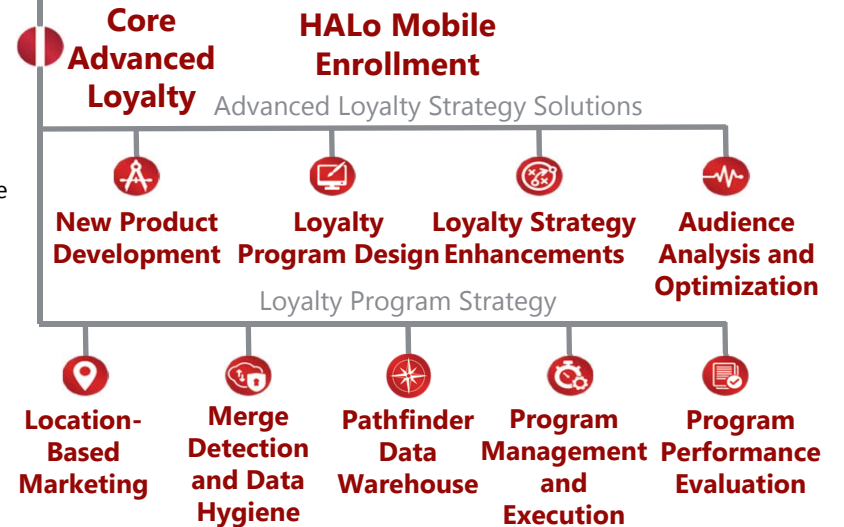 Core
Advanced
Loyalty
HALo Mobile
Enrollment
Advanced Loyalty Strategy Solutions
e
New Product
Development
Loyalty
Program Design
Loyalty Strategy
Enhancements
Audience
Analysis and
Optimization
Loyalty Program Strategy
Location-
Based
Marketing
Merge
Detection
and Data
Hygiene
Pathfinder
Data
Warehouse
Program
Management
and
Execution
Program
Performance
Evaluation